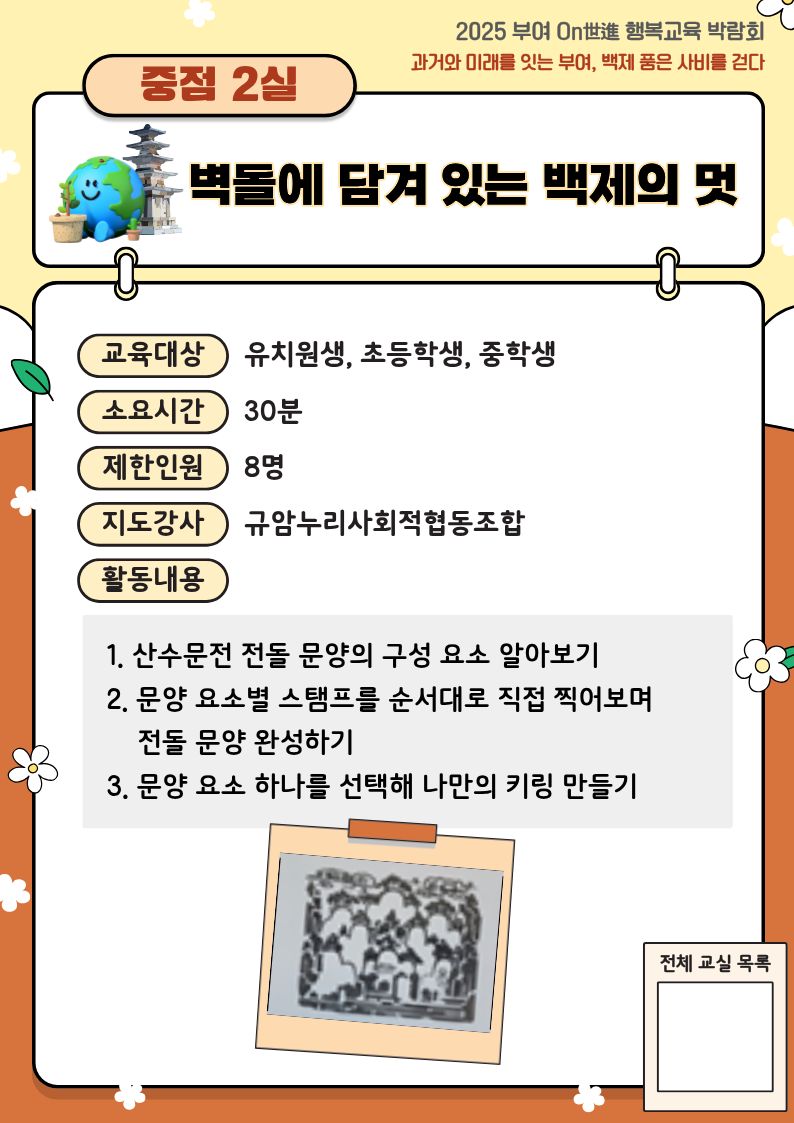 2025 부여 On世進 행복교육 박람회
과거와 미래를 잇는 부여, 백제 품은 사비를 걷다
중점 2실
벽돌에 담겨 있는 백제의 멋
교육대상 유치원생, 초등학생, 중학생
소요시간 30분
제한인원 8명
지도강사 규암누리사회적협동조합
활동내용
1. 산수문전 전돌 문양의 구성 요소 알아보기
2. 문양 요소별 스탬프를 순서대로 직접 찍어보며
전돌 문양 완성하기
3. 문양 요소 하나를 선택해 나만의 키링 만들기
전체 교실 목록